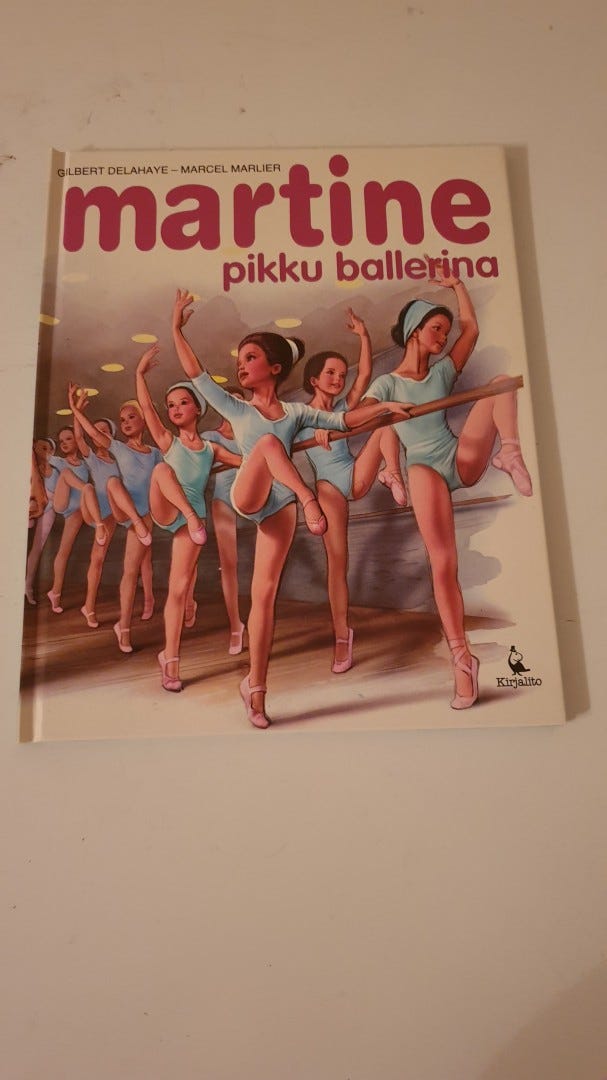 GILBERT DELAHAYE – MARCEL MARLIER
martine
pikku ballerina
Kirjalito